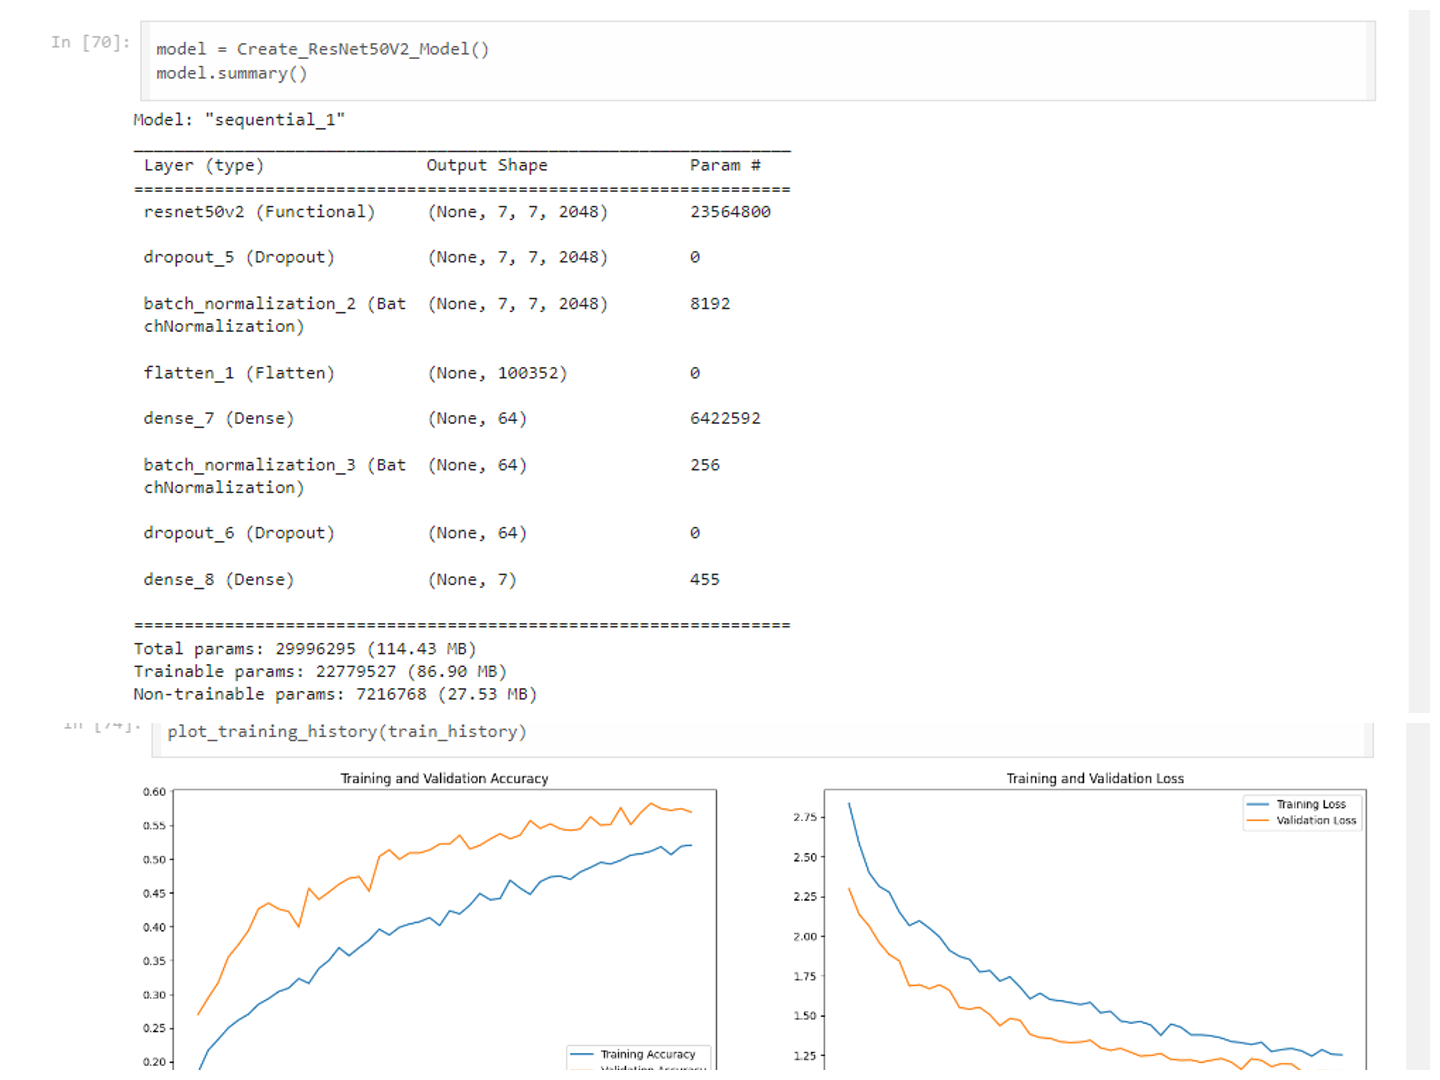 In [70]:
model = Create_ResNet50V2_Model()
model.summary()
Model: "sequential_1"
Layer (type) Output Shape Param #
=================================================================
resnet50v2 (Functional) (None, 7, 7, 2048) 23564800
dropout_5 (Dropout) (None, 7, 7, 2048) 0
batch_normalization_2 (Bat (None, 7, 7, 2048) 8192
chNormalization)
flatten_1 (Flatten) (None, 100352) 0
dense_7 (Dense) (None, 64) 6422592
batch_normalization_3 (Bat (None, 64) 256
chNormalization)
dropout_6 (Dropout) (None, 64) 0
dense_8 (Dense) (None, 7) 455
=================================================================
Total params: 29996295 (114.43 MB)
Trainable params: 22779527 (86.90 MB)
Non-trainable params: 7216768 (27.53 MB)
In [74]:
plot_training_history(train_history)
Training and Validation Accuracy
0.60
0.55
0.50
0.45
0.40
0.35
0.30
0.25
0.20
Training Accuracy
Validation Accuracy
Training and Validation Loss
Training Loss
Validation Loss
2.75
2.50
2.25
2.00
1.75
1.50
1.25